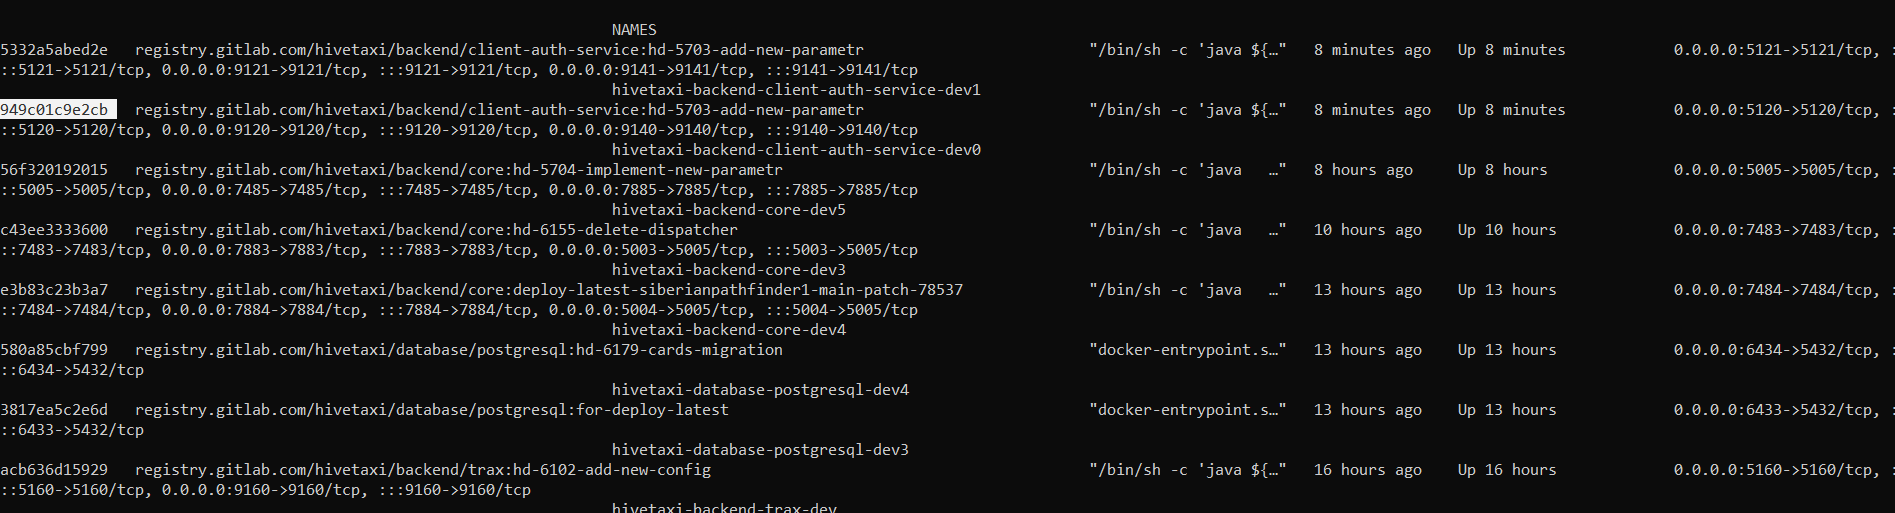 NAMES
5332a5abed2e registry.gitlab.com/hivetaxi/backend/client-auth-service:hd-5703-add-new-parametr "/bin/sh -c 'java ${…" 8 minutes ago Up 8 minutes 0.0.0.0:5121->5121/tcp, :
::5121->5121/tcp, 0.0.0.0:9121->9121/tcp, :::9121->9121/tcp, 0.0.0.0:9141->9141/tcp, :::9141->9141/tcp
hivetaxi-backend-client-auth-service-dev1
949c01c9e2cb registry.gitlab.com/hivetaxi/backend/client-auth-service:hd-5703-add-new-parametr "/bin/sh -c 'java ${…" 8 minutes ago Up 8 minutes 0.0.0.0:5120->5120/tcp, :
::5120->5120/tcp, 0.0.0.0:9120->9120/tcp, :::9120->9120/tcp, 0.0.0.0:9140->9140/tcp, :::9140->9140/tcp
hivetaxi-backend-client-auth-service-dev0
56f320192015 registry.gitlab.com/hivetaxi/backend/core:hd-5704-implement-new-parametr "/bin/sh -c 'java …" 8 hours ago Up 8 hours 0.0.0.0:5005->5005/tcp, :
::5005->5005/tcp, 0.0.0.0:7485->7485/tcp, :::7485->7485/tcp, 0.0.0.0:7885->7885/tcp, :::7885->7885/tcp
hivetaxi-backend-core-dev5
c43ee3333600 registry.gitlab.com/hivetaxi/backend/core:hd-6155-delete-dispatcher "/bin/sh -c 'java …" 10 hours ago Up 10 hours 0.0.0.0:7483->7483/tcp, :
::7483->7483/tcp, 0.0.0.0:7883->7883/tcp, :::7883->7883/tcp, 0.0.0.0:5003->5005/tcp, :::5003->5005/tcp
hivetaxi-backend-core-dev3
e3b83c23b3a7 registry.gitlab.com/hivetaxi/backend/core:deploy-latest-siberianpathfinder1-main-patch-78537 "/bin/sh -c 'java …" 13 hours ago Up 13 hours 0.0.0.0:7484->7484/tcp, :
::7484->7484/tcp, 0.0.0.0:7884->7884/tcp, :::7884->7884/tcp, 0.0.0.0:5004->5005/tcp, :::5004->5005/tcp
hivetaxi-backend-core-dev4
580a85cbf799 registry.gitlab.com/hivetaxi/database/postgresql:hd-6179-cards-migration "docker-entrypoint.s…" 13 hours ago Up 13 hours 0.0.0.0:6434->5432/tcp, :
::6434->5432/tcp
hivetaxi-database-postgresql-dev4
3817ea5c2e6d registry.gitlab.com/hivetaxi/database/postgresql:for-deploy-latest "docker-entrypoint.s…" 13 hours ago Up 13 hours 0.0.0.0:6433->5432/tcp, :
::6433->5432/tcp
hivetaxi-database-postgresql-dev3
acb636d15929 registry.gitlab.com/hivetaxi/backend/trax:hd-6102-add-new-config "/bin/sh -c 'java ${…" 16 hours ago Up 16 hours 0.0.0.0:5160->5160/tcp, :
::5160->5160/tcp, 0.0.0.0:9160->9160/tcp, :::9160->9160/tcp
hivetaxi-backend-trax-dev